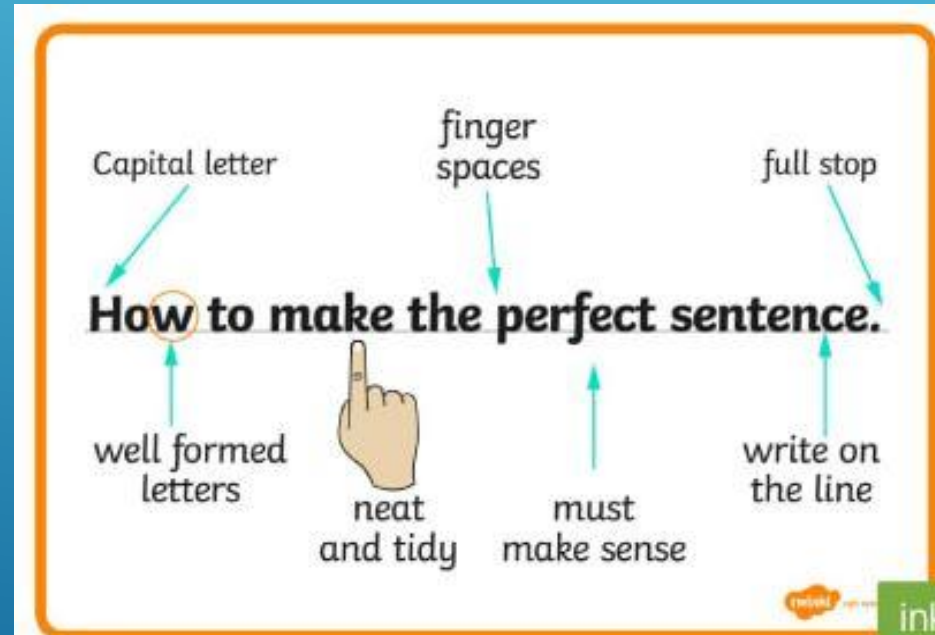 finger
spaces
Capital letter
full stop
How to make the perfect sentence.
well formed
letters
neat
and tidy
must
make sense
write on
the line
twinkl